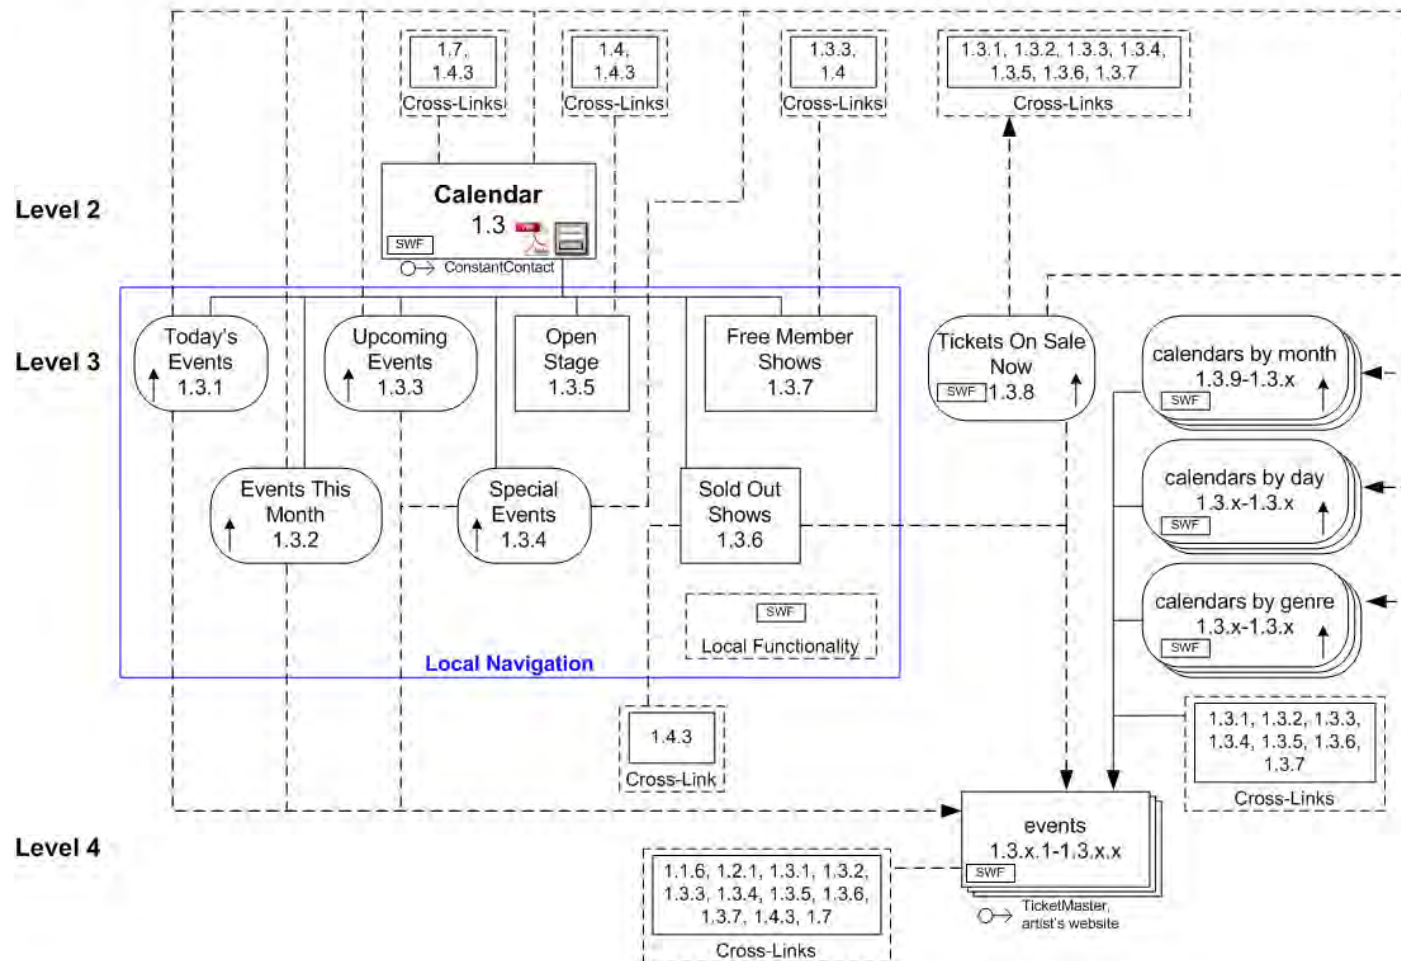 1.7,
1.4.3
Cross-Links
1.4,
1.4.3
Cross-Links
1.3.3,
1.4
Cross-Links
1.3.1, 1.3.2, 1.3.3, 1.3.4,
1.3.5, 1.3.6, 1.3.7
Cross-Links
Level 2
Calendar
1.3
SWF
ConstantContact
Level 3
Today's
Events
1.3.1
Upcoming
Events
1.3.3
Open
Stage
1.3.5
Free Member
Shows
1.3.7
Tickets On Sale
Now
SWF
1.3.8
calendars by month
1.3.9-1.3.x
SWF
Events This
Month
1.3.2
Special
Events
1.3.4
Sold Out
Shows
1.3.6
calendars by day
1.3.x-1.3.x
SWF
SWF
Local Functionality
Local Navigation
calendars by genre
1.3.x-1.3.x
SWF
1.4.3
Cross-Link
1.3.1, 1.3.2, 1.3.3,
1.3.4, 1.3.5, 1.3.6,
1.3.7
Cross-Links
Level 4
events
1.3.x.1-1.3.x.x
SWF
TicketMaster,
artist's website
1.1.6, 1.2.1, 1.3.1, 1.3.2,
1.3.3, 1.3.4, 1.3.5, 1.3.6,
1.3.7, 1.4.3, 1.7
Cross-Links